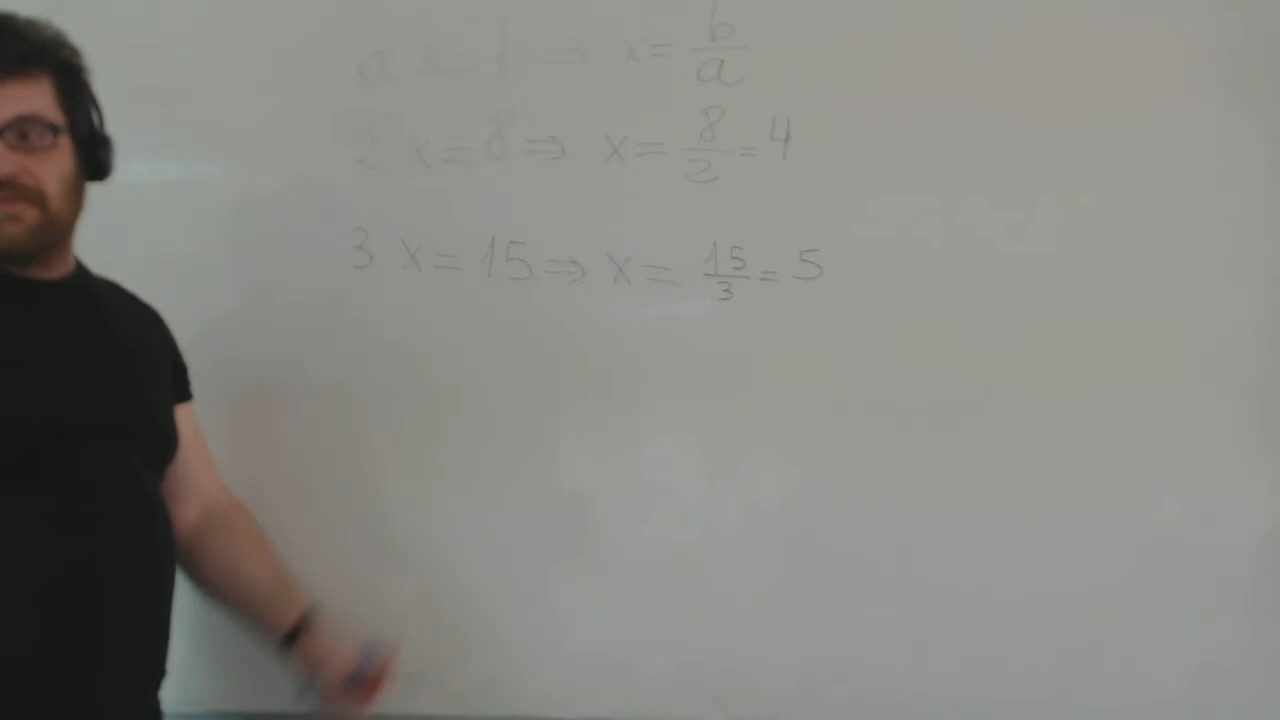 a x = b ⇒ x = b/a
2 x = 8 ⇒ x = 8/2 = 4
3 x = 15 ⇒ x = 15/3 = 5